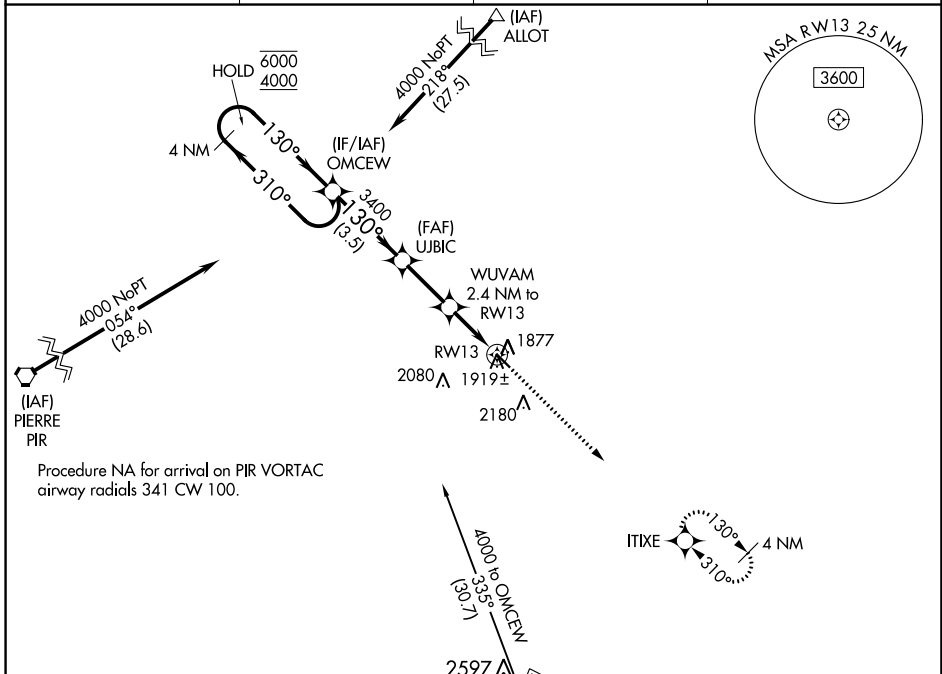 (IAF)
ALLOT
MSA RW13 25 NM
3600
HOLD
6000
4000
4000 NoPT
218°
(27.5)
4 NM
130°
310°
(IF/IAF)
OMCEW
3400
130°
(3.5)
(FAF)
UJBIC
WUVAM
2.4 NM to
RW13
RW13
1877
1919±
2080
2180
4000 NoPT
054°
(28.6)
(IAF)
PIERRE
PIR
Procedure NA for arrival on PIR VORTAC
airway radials 341 CW 100.
ITIXE
130°
310°
4 NM
4000 to OMCEW
335°
(30.7)
2597